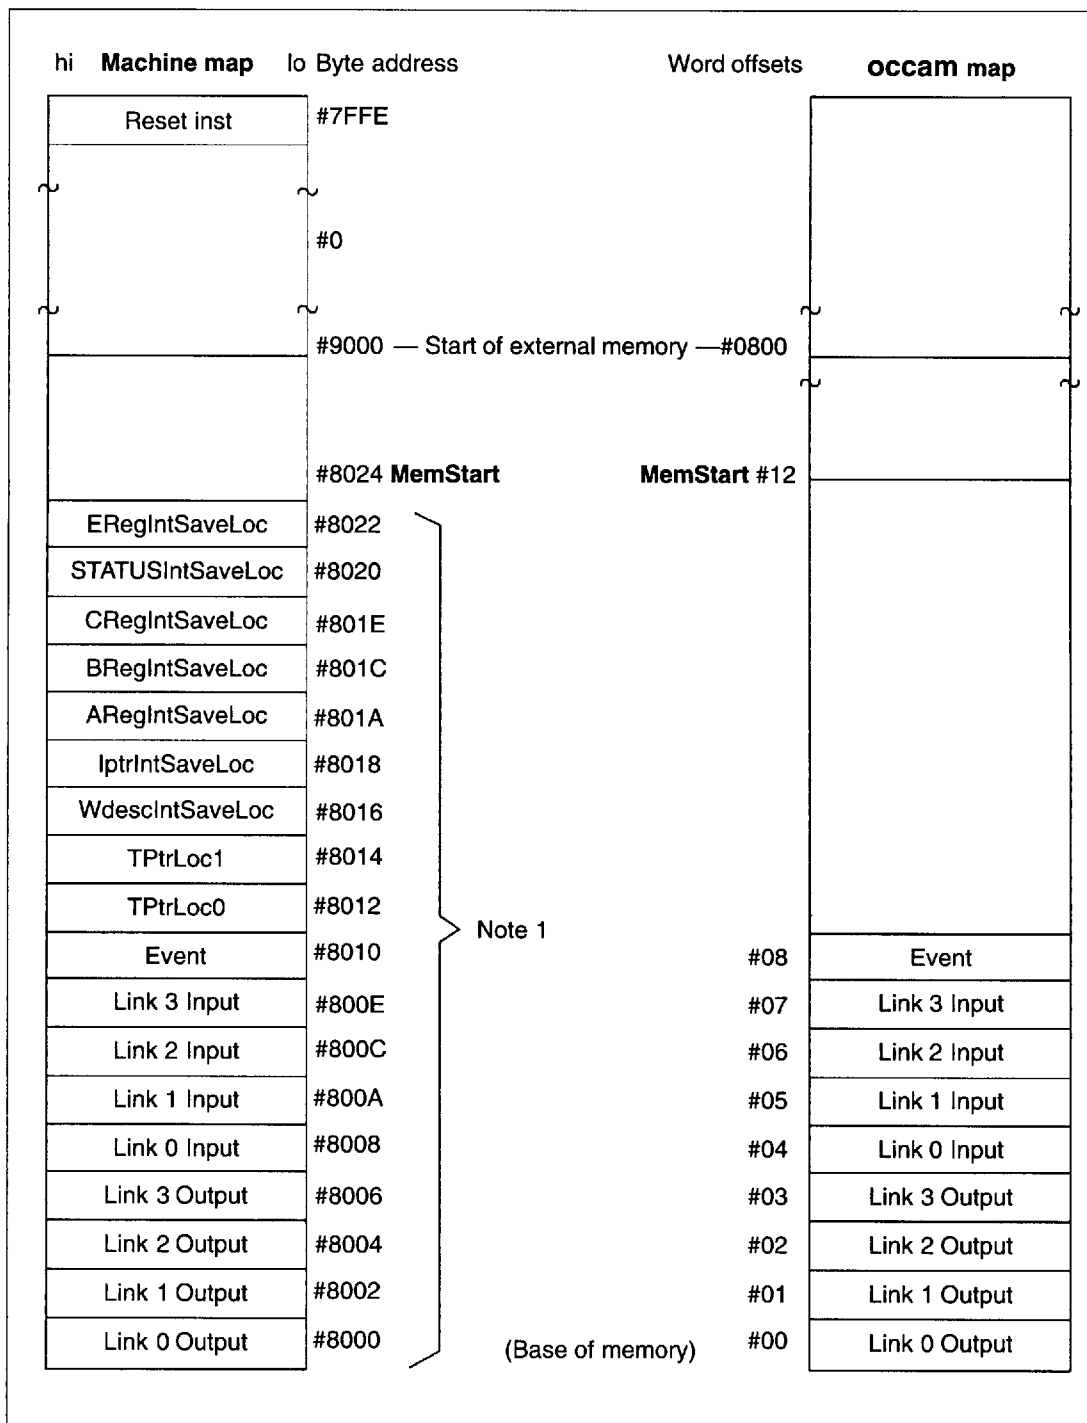 hi Machine map lo Byte address Word offsets occam map
Reset inst #7FFE
#0
#9000 — Start of external memory —#0800
#8024 MemStart MemStart #12
ERegIntSaveLoc #8022
STATUSIntSaveLoc #8020
CRegIntSaveLoc #801E
BRegIntSaveLoc #801C
ARegIntSaveLoc #801A
IptrIntSaveLoc #8018
WdescIntSaveLoc #8016
TPtrLoc1 #8014
TPtrLoc0 #8012
Note 1
Event #8010 #08 Event
Link 3 Input #800E #07 Link 3 Input
Link 2 Input #800C #06 Link 2 Input
Link 1 Input #800A #05 Link 1 Input
Link 0 Input #8008 #04 Link 0 Input
Link 3 Output #8006 #03 Link 3 Output
Link 2 Output #8004 #02 Link 2 Output
Link 1 Output #8002 #01 Link 1 Output
Link 0 Output #8000 (Base of memory) #00 Link 0 Output